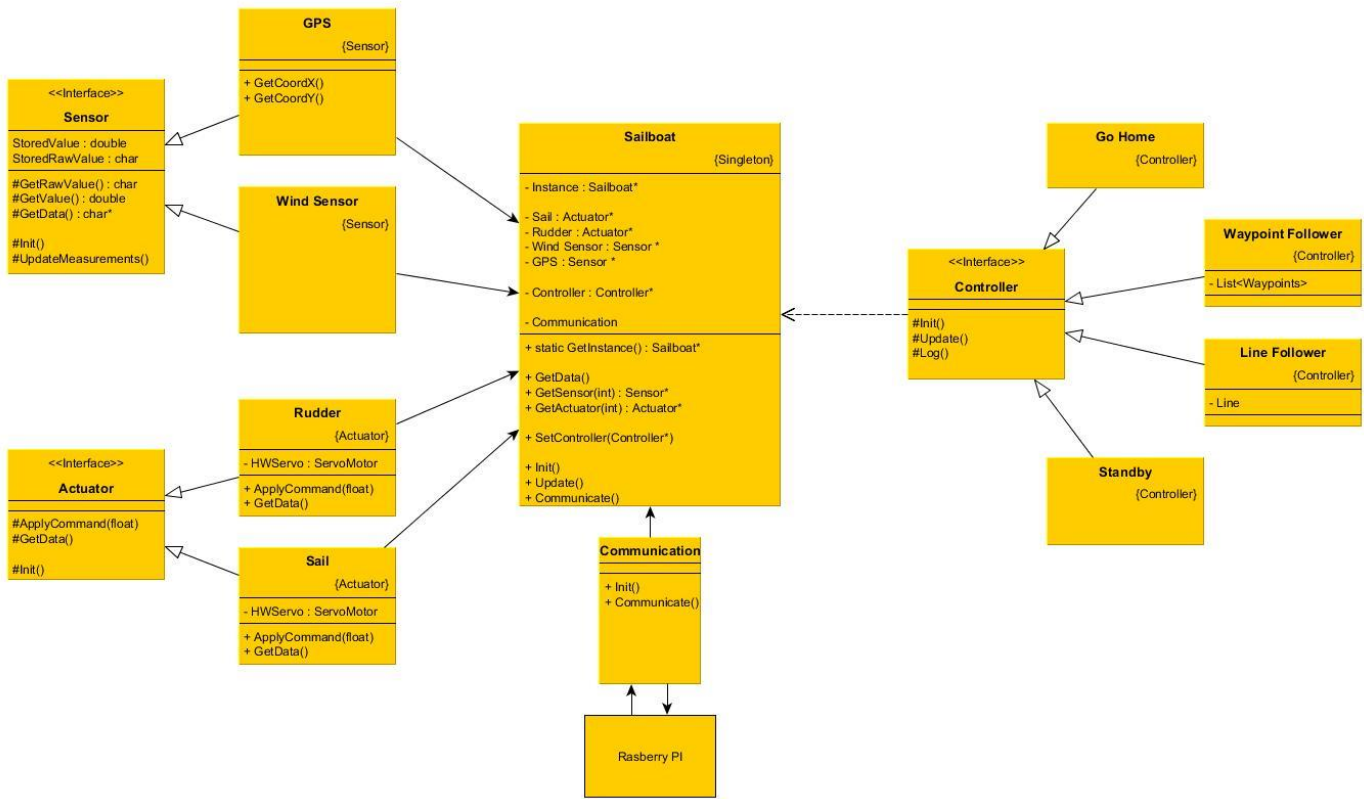 GPS
{Sensor}
+ GetCoordX()
+ GetCoordY()
<<Interface>>
Sensor
StoredValue : double
StoredRawValue : char
#GetRawValue() : char
#GetValue() : double
#GetData() : char*
#Init()
#UpdateMeasurements()
Wind Sensor
{Sensor}
Rudder
{Actuator}
- HWServo : ServoMotor
+ ApplyCommand(float)
+ GetData()
<<Interface>>
Actuator
#ApplyCommand(float)
#GetData()
#Init()
Sail
{Actuator}
- HWServo : ServoMotor
+ ApplyCommand(float)
+ GetData()
Sailboat
{Singleton}
- Instance : Sailboat*
- Sail : Actuator*
- Rudder : Actuator*
- Wind Sensor : Sensor *
- GPS : Sensor *
- Controller : Controller*
- Communication
+ static GetInstance() : Sailboat*
+ GetData()
+ GetSensor(int) : Sensor*
+ GetActuator(int) : Actuator*
+ SetController(Controller*)
+ Init()
+ Update()
+ Communicate()
Communication
+ Init()
+ Communicate()
Rasberry PI
<<Interface>>
Controller
#Init()
#Update()
#Log()
Go Home
{Controller}
Waypoint Follower
{Controller}
- List<Waypoints>
Line Follower
{Controller}
- Line
Standby
{Controller}